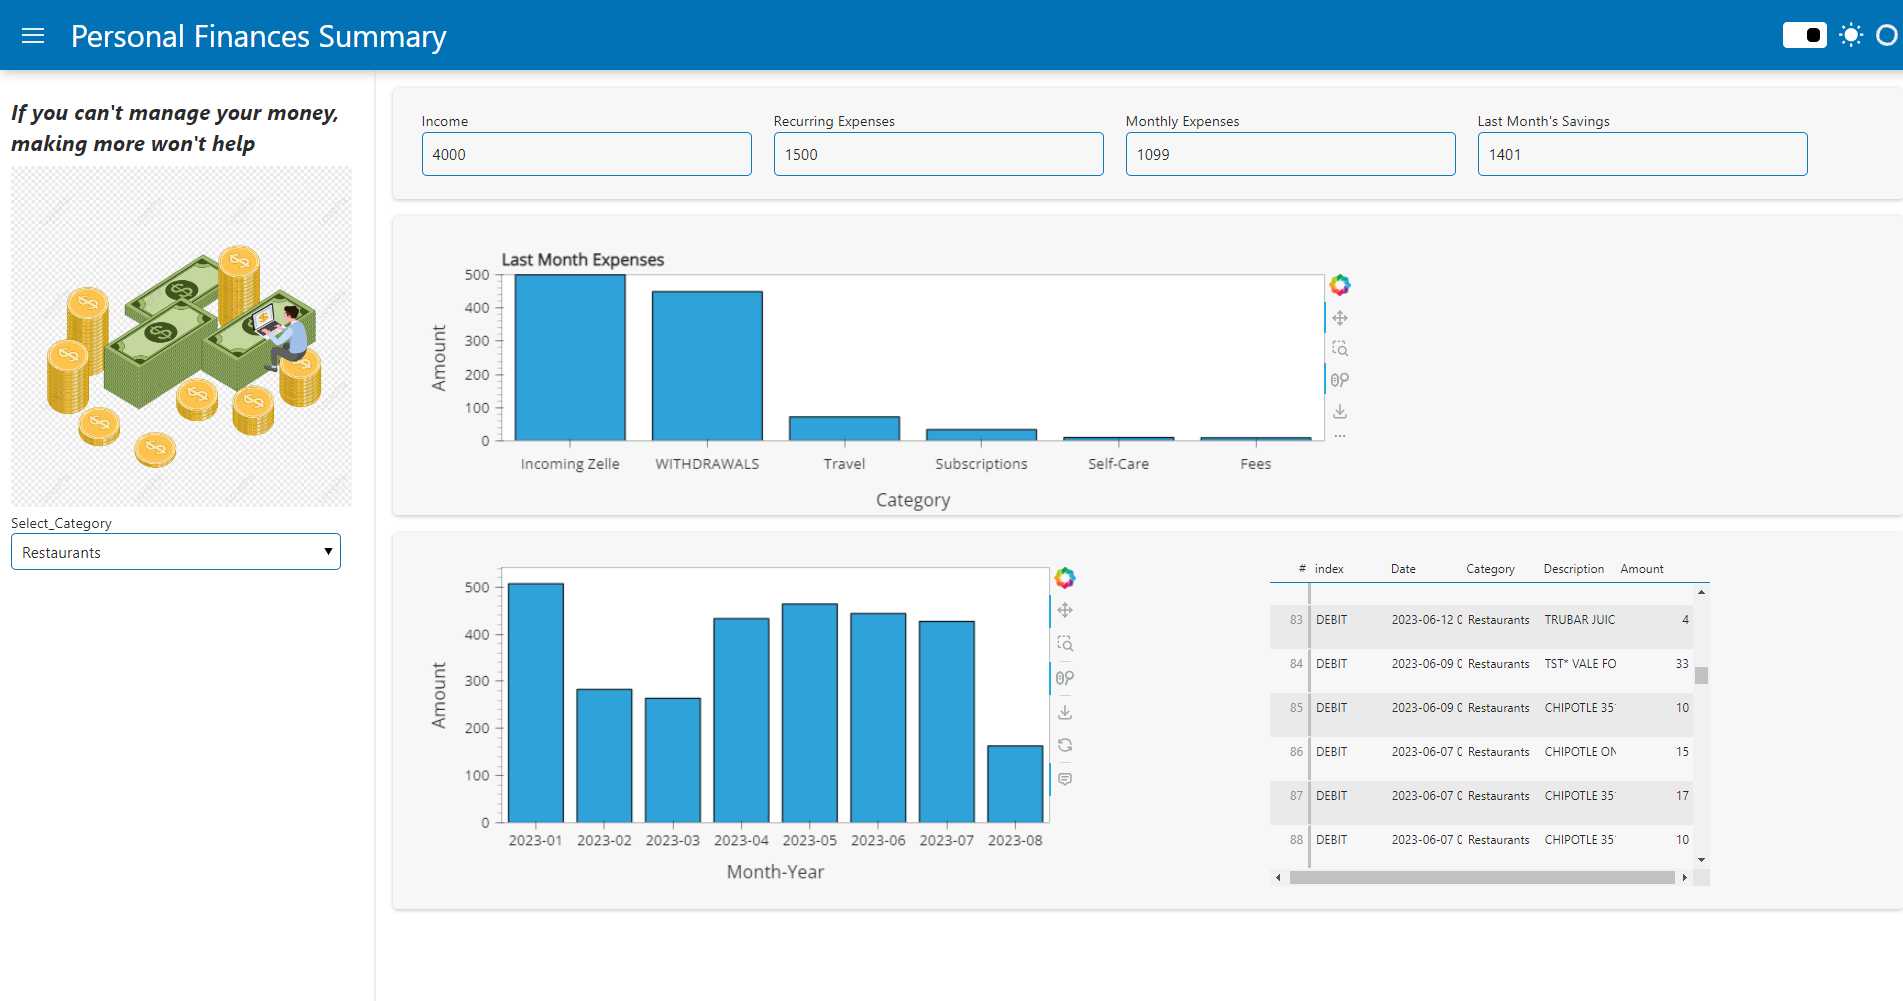 Personal Finances Summary
If you can't manage your money,
making more won't help
Select_Category
Restaurants
Income
4000
Recurring Expenses
1500
Monthly Expenses
1099
Last Month's Savings
1401
Last Month Expenses
Amount
500
400
300
200
100
0
Incoming Zelle
WITHDRAWALS
Travel
Subscriptions
Self-Care
Fees
Category
Amount
500
400
300
200
100
0
2023-01
2023-02
2023-03
2023-04
2023-05
2023-06
2023-07
2023-08
Month-Year
# index Date Category Description Amount
83 DEBIT 2023-06-12 0 Restaurants TRUBAR JUIC 4
84 DEBIT 2023-06-09 0 Restaurants TST* VALE FO 33
85 DEBIT 2023-06-09 0 Restaurants CHIPOTLE 35 10
86 DEBIT 2023-06-07 0 Restaurants CHIPOTLE ON 15
87 DEBIT 2023-06-07 0 Restaurants CHIPOTLE 35 17
88 DEBIT 2023-06-07 0 Restaurants CHIPOTLE 35 10